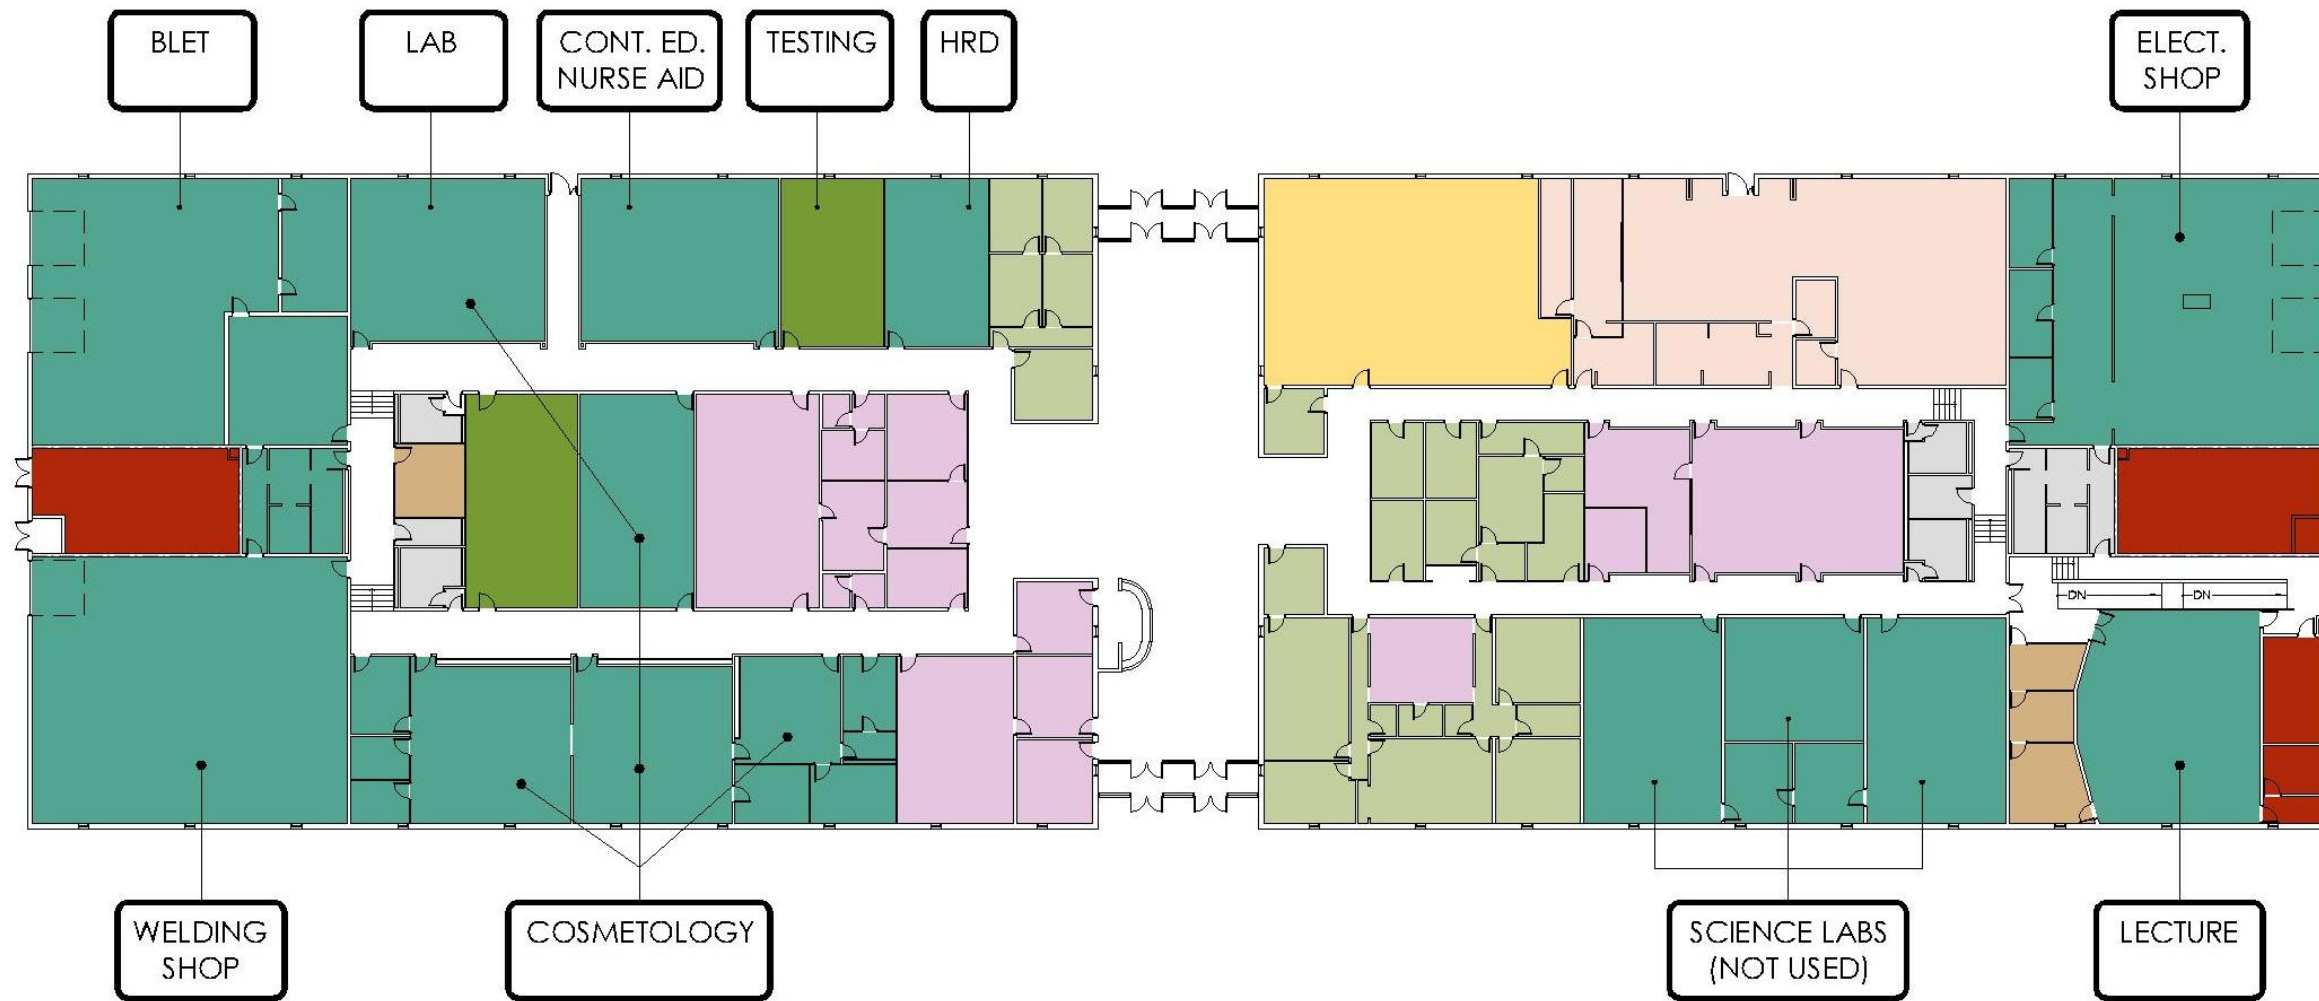 BLET
LAB
CONT. ED.
NURSE AID
TESTING
HRD
ELECT.
SHOP
DN
DN
WELDING
SHOP
COSMETOLOGY
SCIENCE LABS
(NOT USED)
LECTURE